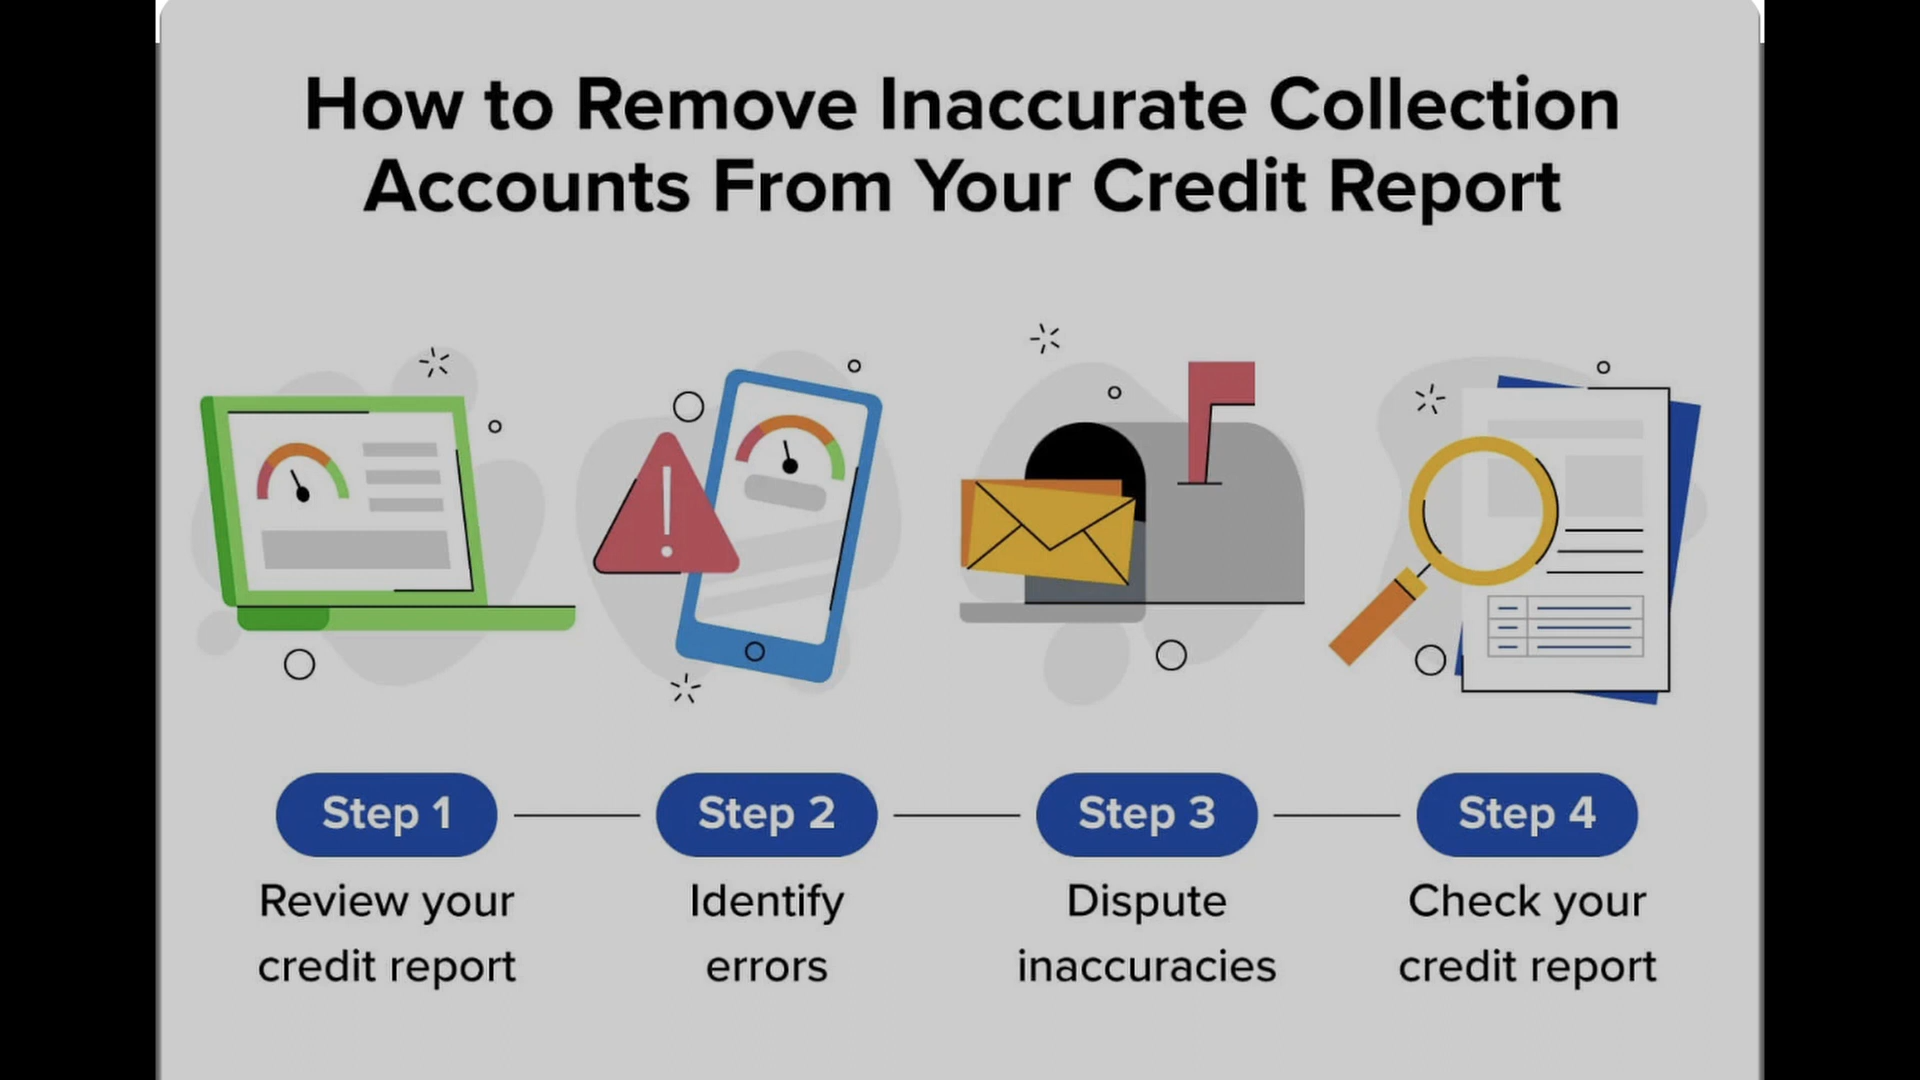 How to Remove Inaccurate Collection
Accounts From Your Credit Report
Step 1
Review your
credit report
Step 2
Identify
errors
Step 3
Dispute
inaccuracies
Step 4
Check your
credit report